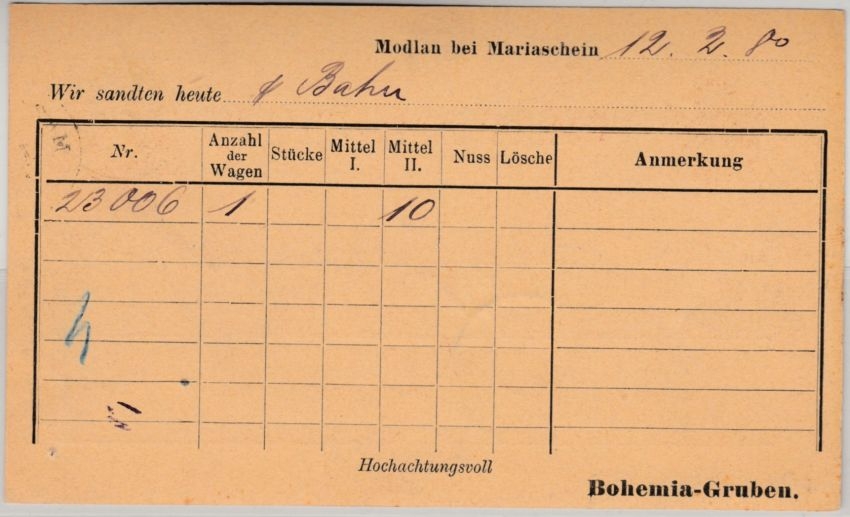 Modlan bei Mariaschein 12. 2. 80
Wir sandten heute Bahn
Nr. Anzahl der Wagen Stücke Mittel I. Mittel II. Nuss Lösche Anmerkung
23006 1 10
Hochachtungsvoll
Bohemia-Gruben.